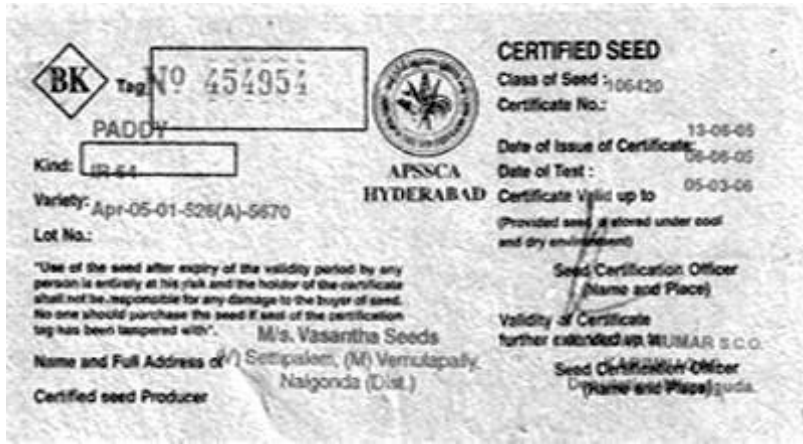 BK Tag No 454954
PADDY
Kind:
IR-64
Variety: Apr-05-01-526(A)-5670
Lot No.:
"Use of the seed after expiry of the validity period by any
person is entirely at his risk and the holder of the certificate
shall not be responsible for any damage to the buyer of seed.
No one should purchase the seed if seal of the certification
tag has been tampered with".
M/s. Vasantha Seeds
Name and Full Address of (V) Settipalem, (M) Vemulapally,
Nalgonda (Dist.)
Certified seed Producer
APSSCA
HYDERABAD
CERTIFIED SEED
Class of Seed : 106420
Certificate No.:
13-06-05
Date of Issue of Certificate:
06-06-05
Date of Test :
05-03-06
Certificate Valid up to
(Provided seed is stored under cool
and dry environment)
Seed Certification Officer
(Name and Place)
Validity of Certificate
further extended up to KUMAR S.C.O.
Seed Certification Officer
(Name and Place)